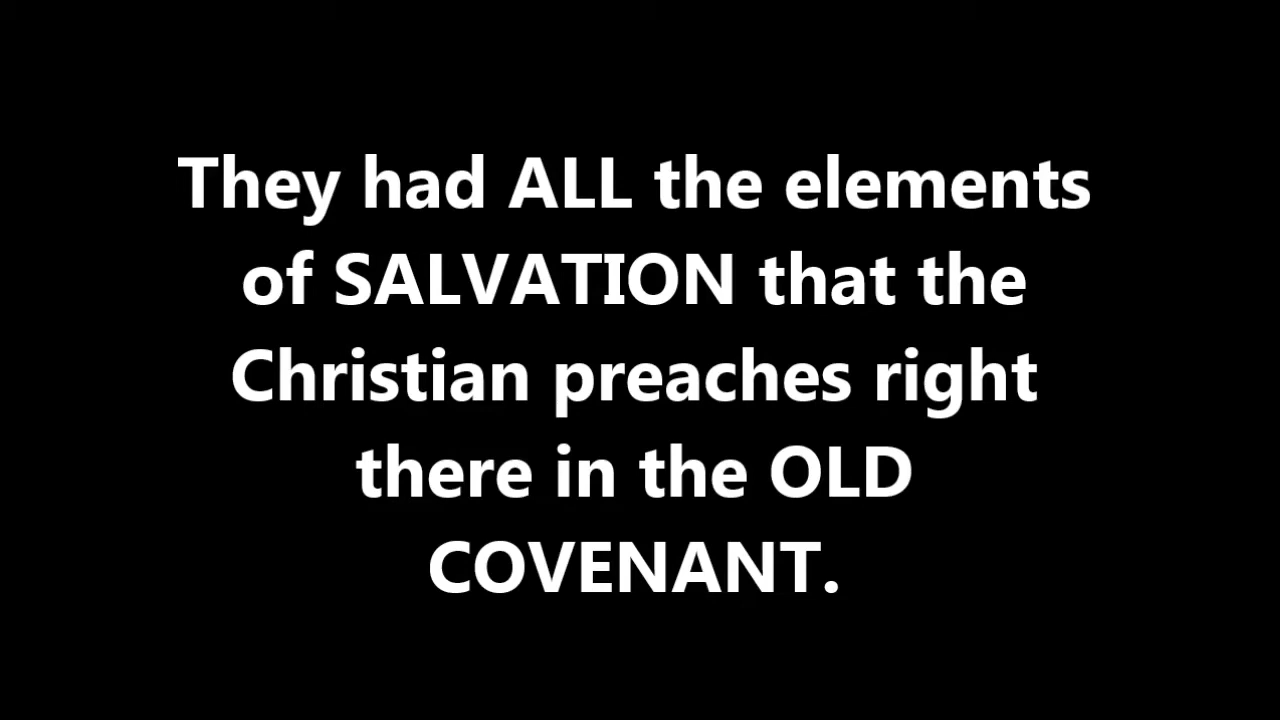 They had ALL the elements
of SALVATION that the
Christian preaches right
there in the OLD
COVENANT.